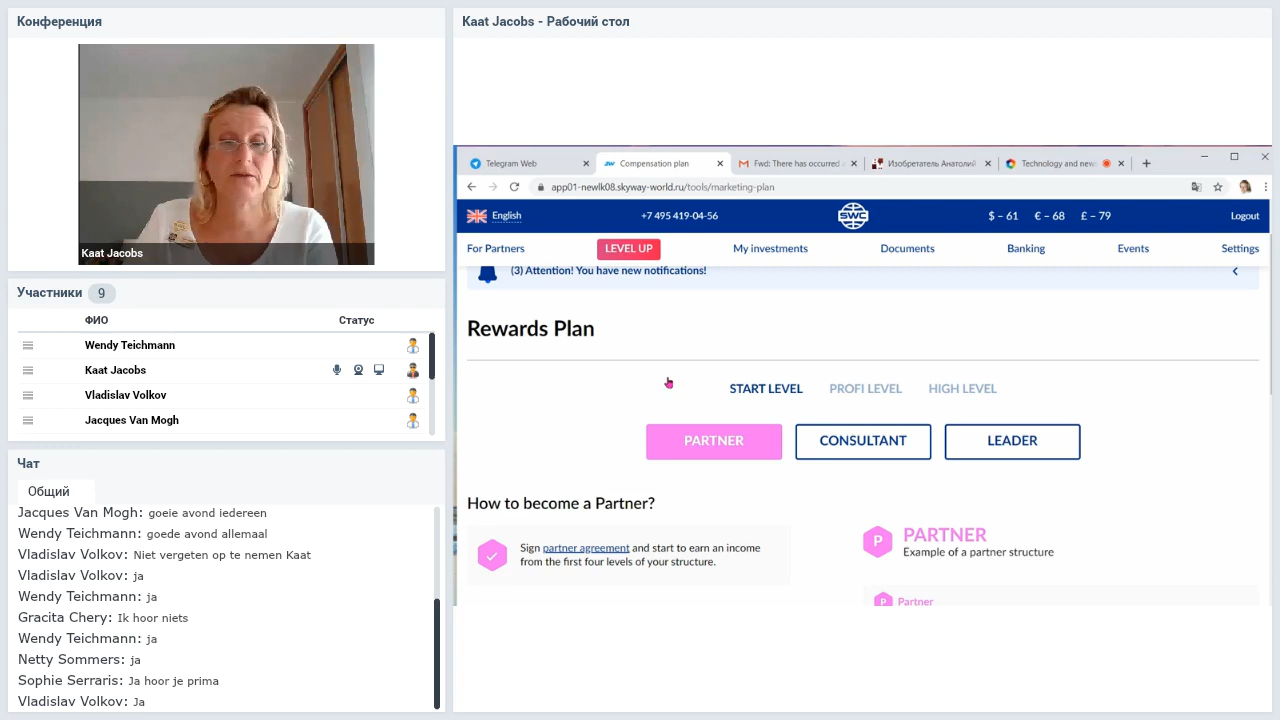 Конференция
Kaat Jacobs
Участники 9
ФИО Статус
Wendy Teichmann
Kaat Jacobs
Vladislav Volkov
Jacques Van Mogh
Чат
Общий
Jacques Van Mogh: goeie avond iedereen
Wendy Teichmann: goede avond allemaal
Vladislav Volkov: Niet vergeten op te nemen Kaat
Vladislav Volkov: ja
Wendy Teichmann: ja
Gracita Chery: Ik hoor niets
Wendy Teichmann: ja
Netty Sommers: ja
Sophie Serraris: Ja hoor je prima
Vladislav Volkov: Ja
Kaat Jacobs - Рабочий стол
Telegram Web
Compensation plan
Fwd: There has occurred
Изобретатель Анатолий
Technology and new
app01-newlk08.skyway-world.ru/tools/marketing-plan
English +7 495 419-04-56 SWC $ – 61 € – 68 £ – 79 Logout
For Partners LEVEL UP My investments Documents Banking Events Settings
(3) Attention! You have new notifications!
Rewards Plan
START LEVEL PROFI LEVEL HIGH LEVEL
PARTNER CONSULTANT LEADER
How to become a Partner?
Sign partner agreement and start to earn an income
from the first four levels of your structure.
P PARTNER
Example of a partner structure
P Partner